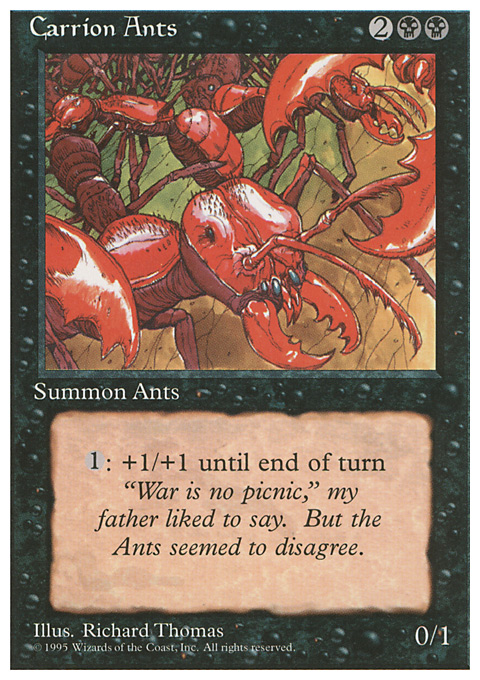 Carrion Ants 2
Summon Ants
1: +1/+1 until end of turn
“War is no picnic,” my
father liked to say. But the
Ants seemed to disagree.
Illus. Richard Thomas
© 1995 Wizards of the Coast, Inc. All rights reserved.
0/1